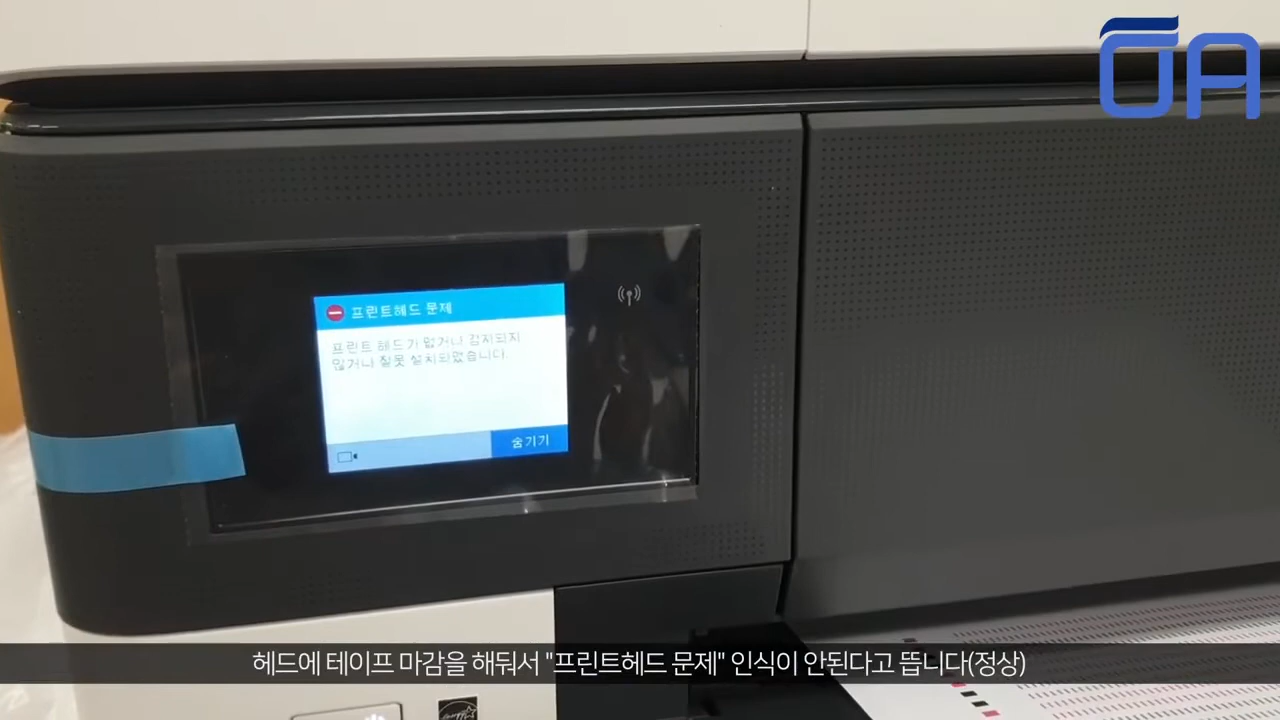 OA
프린트헤드 문제
프린트 헤드가 없거나 감지되지
않거나 잘못 설치되었습니다.
숨기기
헤드에 테이프 마감을 해둬서 "프린트헤드 문제" 인식이 안된다고 뜹니다(정상)